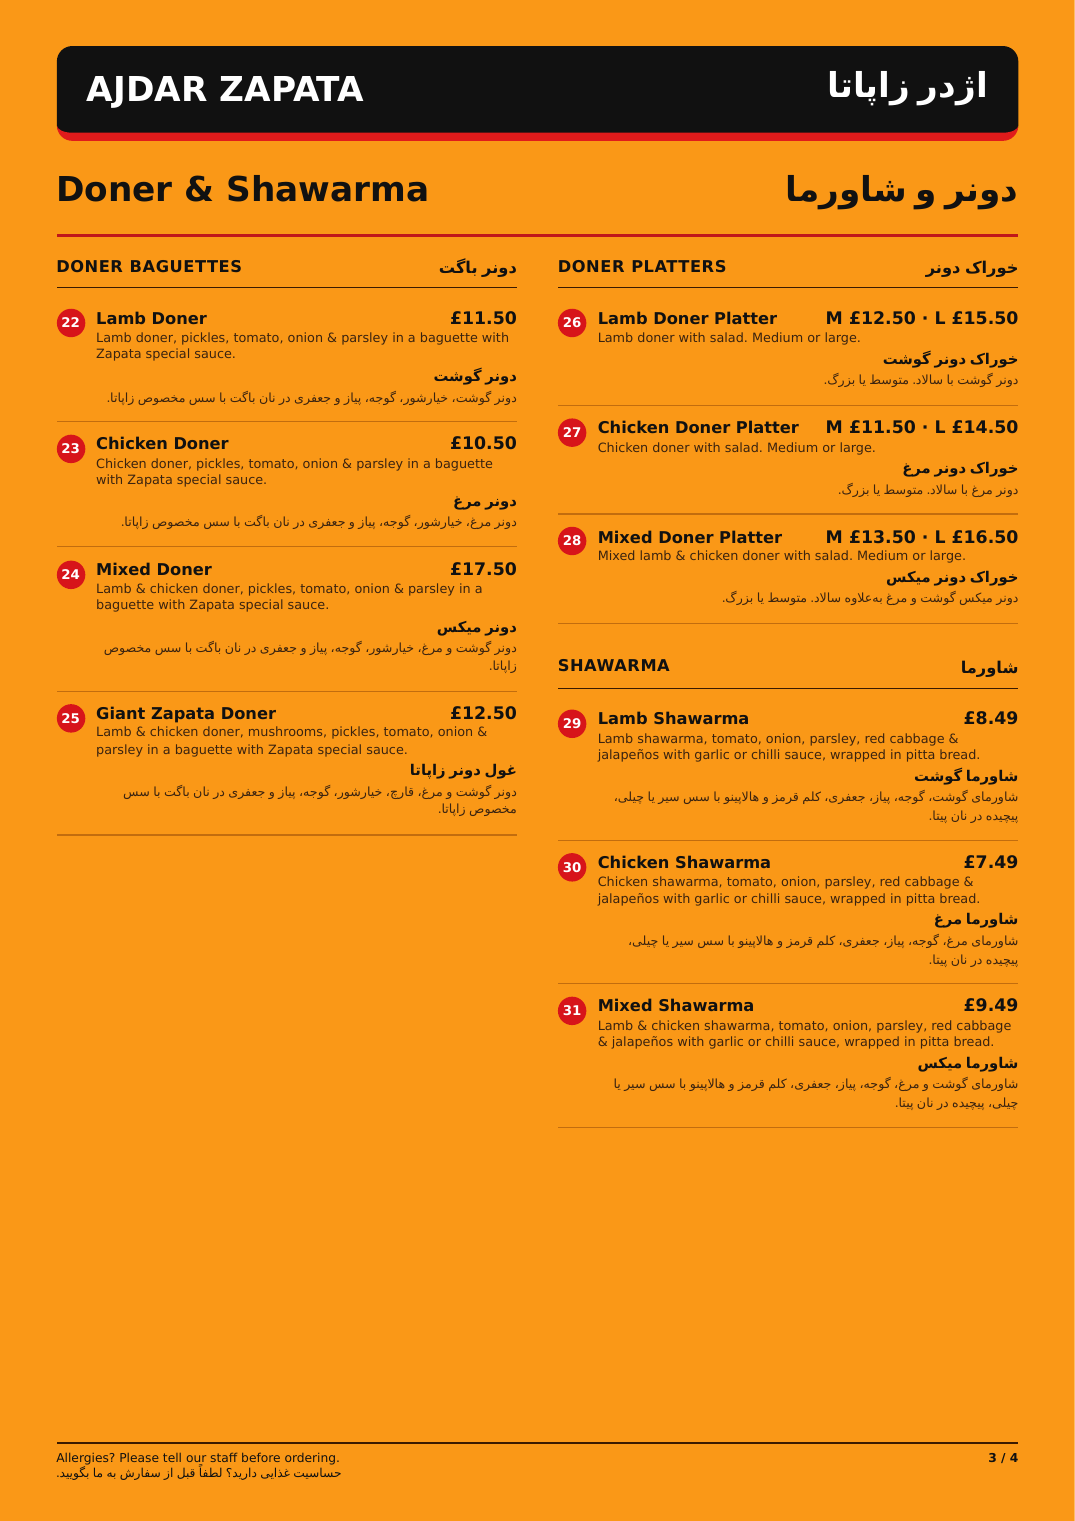 AJDAR ZAPATA
اژدر زاپاتا
Doner & Shawarma
دونر و شاورما
DONER BAGUETTES
دونر باگت
22
Lamb Doner
£11.50
Lamb doner, pickles, tomato, onion & parsley in a baguette with
Zapata special sauce.
دونر گوشت
دونر گوشت، خیارشور، گوجه، پیاز و جعفری در نان باگت با سس مخصوص زاپاتا.
23
Chicken Doner
£10.50
Chicken doner, pickles, tomato, onion & parsley in a baguette
with Zapata special sauce.
دونر مرغ
دونر مرغ، خیارشور، گوجه، پیاز و جعفری در نان باگت با سس مخصوص زاپاتا.
24
Mixed Doner
£17.50
Lamb & chicken doner, pickles, tomato, onion & parsley in a
baguette with Zapata special sauce.
دونر میکس
دونر گوشت و مرغ، خیارشور، گوجه، پیاز و جعفری در نان باگت با سس مخصوص
زاپاتا.
25
Giant Zapata Doner
£12.50
Lamb & chicken doner, mushrooms, pickles, tomato, onion &
parsley in a baguette with Zapata special sauce.
غول دونر زاپاتا
دونر گوشت و مرغ، قارچ، خیارشور، گوجه، پیاز و جعفری در نان باگت با سس
مخصوص زاپاتا.
DONER PLATTERS
خوراک دونر
26
Lamb Doner Platter
M £12.50 · L £15.50
Lamb doner with salad. Medium or large.
خوراک دونر گوشت
دونر گوشت با سالاد. متوسط یا بزرگ.
27
Chicken Doner Platter
M £11.50 · L £14.50
Chicken doner with salad. Medium or large.
خوراک دونر مرغ
دونر مرغ با سالاد. متوسط یا بزرگ.
28
Mixed Doner Platter
M £13.50 · L £16.50
Mixed lamb & chicken doner with salad. Medium or large.
خوراک دونر میکس
دونر میکس گوشت و مرغ به‌علاوه سالاد. متوسط یا بزرگ.
SHAWARMA
شاورما
29
Lamb Shawarma
£8.49
Lamb shawarma, tomato, onion, parsley, red cabbage &
jalapeños with garlic or chilli sauce, wrapped in pitta bread.
شاورما گوشت
شاورمای گوشت، گوجه، پیاز، جعفری، کلم قرمز و هالاپینو با سس سیر یا چیلی،
پیچیده در نان پیتا.
30
Chicken Shawarma
£7.49
Chicken shawarma, tomato, onion, parsley, red cabbage &
jalapeños with garlic or chilli sauce, wrapped in pitta bread.
شاورما مرغ
شاورمای مرغ، گوجه، پیاز، جعفری، کلم قرمز و هالاپینو با سس سیر یا چیلی،
پیچیده در نان پیتا.
31
Mixed Shawarma
£9.49
Lamb & chicken shawarma, tomato, onion, parsley, red cabbage
& jalapeños with garlic or chilli sauce, wrapped in pitta bread.
شاورما میکس
شاورمای گوشت و مرغ، گوجه، پیاز، جعفری، کلم قرمز و هالاپینو با سس سیر یا
چیلی، پیچیده در نان پیتا.
Allergies? Please tell our staff before ordering.
حساسیت غذایی دارید؟ لطفاً قبل از سفارش به ما بگویید.
3 / 4